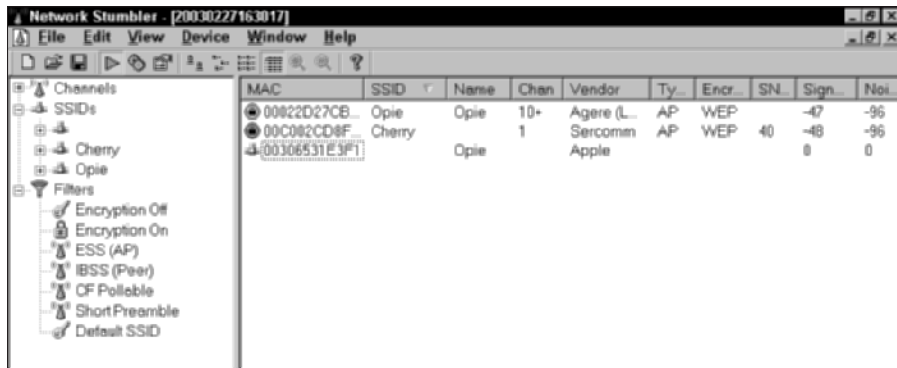 Network Stumbler - [20030227163017]
File Edit View Device Window Help
Channels
SSIDs
Cherry
Opie
Filters
Encryption Off
Encryption On
ESS (AP)
IBSS (Peer)
CF Pollable
Short Preamble
Default SSID
MAC SSID Name Chan Vendor Ty... Encr... SN... Sign... Noi...
00022D27CB... Opie Opie 10+ Agere (L... AP WEP -47 -96
00C002CD8F... Cherry 1 Sercomm AP WEP 40 -48 -96
00306531E3F1 Opie Apple 0 0